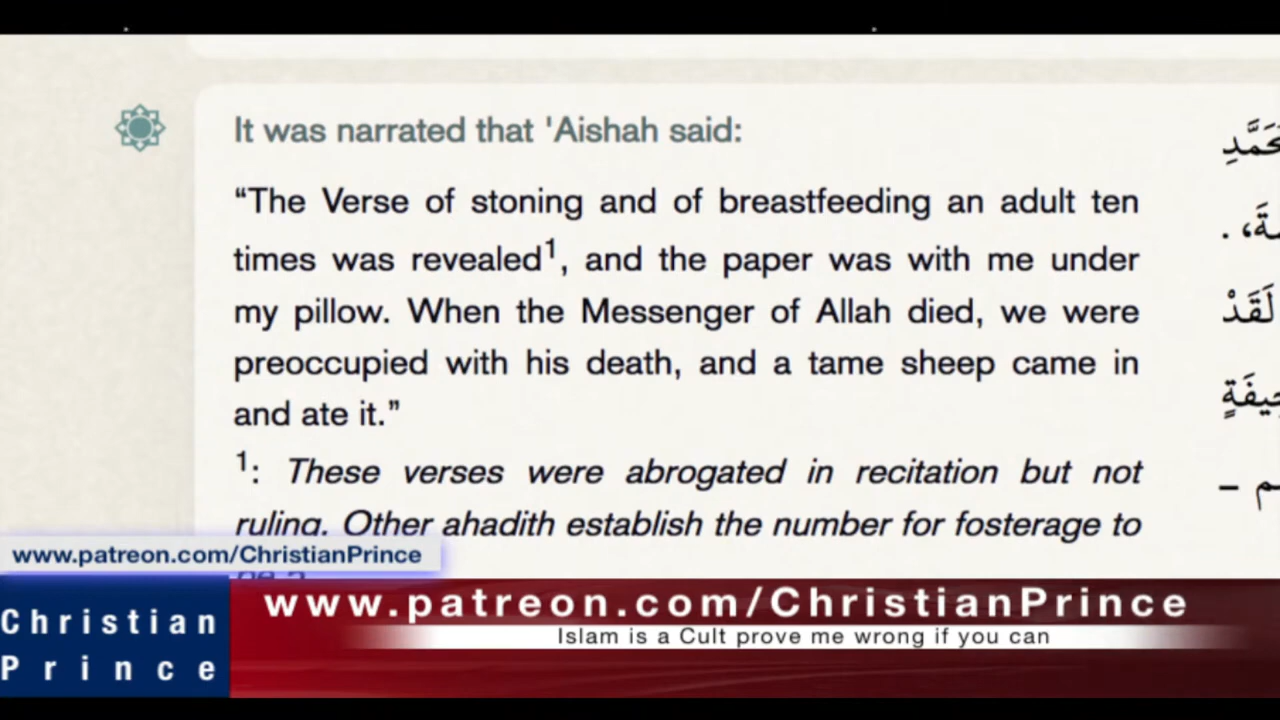 It was narrated that 'Aishah said:
“The Verse of stoning and of breastfeeding an adult ten
times was revealed1, and the paper was with me under
my pillow. When the Messenger of Allah died, we were
preoccupied with his death, and a tame sheep came in
and ate it.”
1: These verses were abrogated in recitation but not
ruling. Other ahadith establish the number for fosterage to
لَقَدْ
www.patreon.com/ChristianPrince
Christian
Prince
www.patreon.com/ChristianPrince
Islam is a Cult prove me wrong if you can